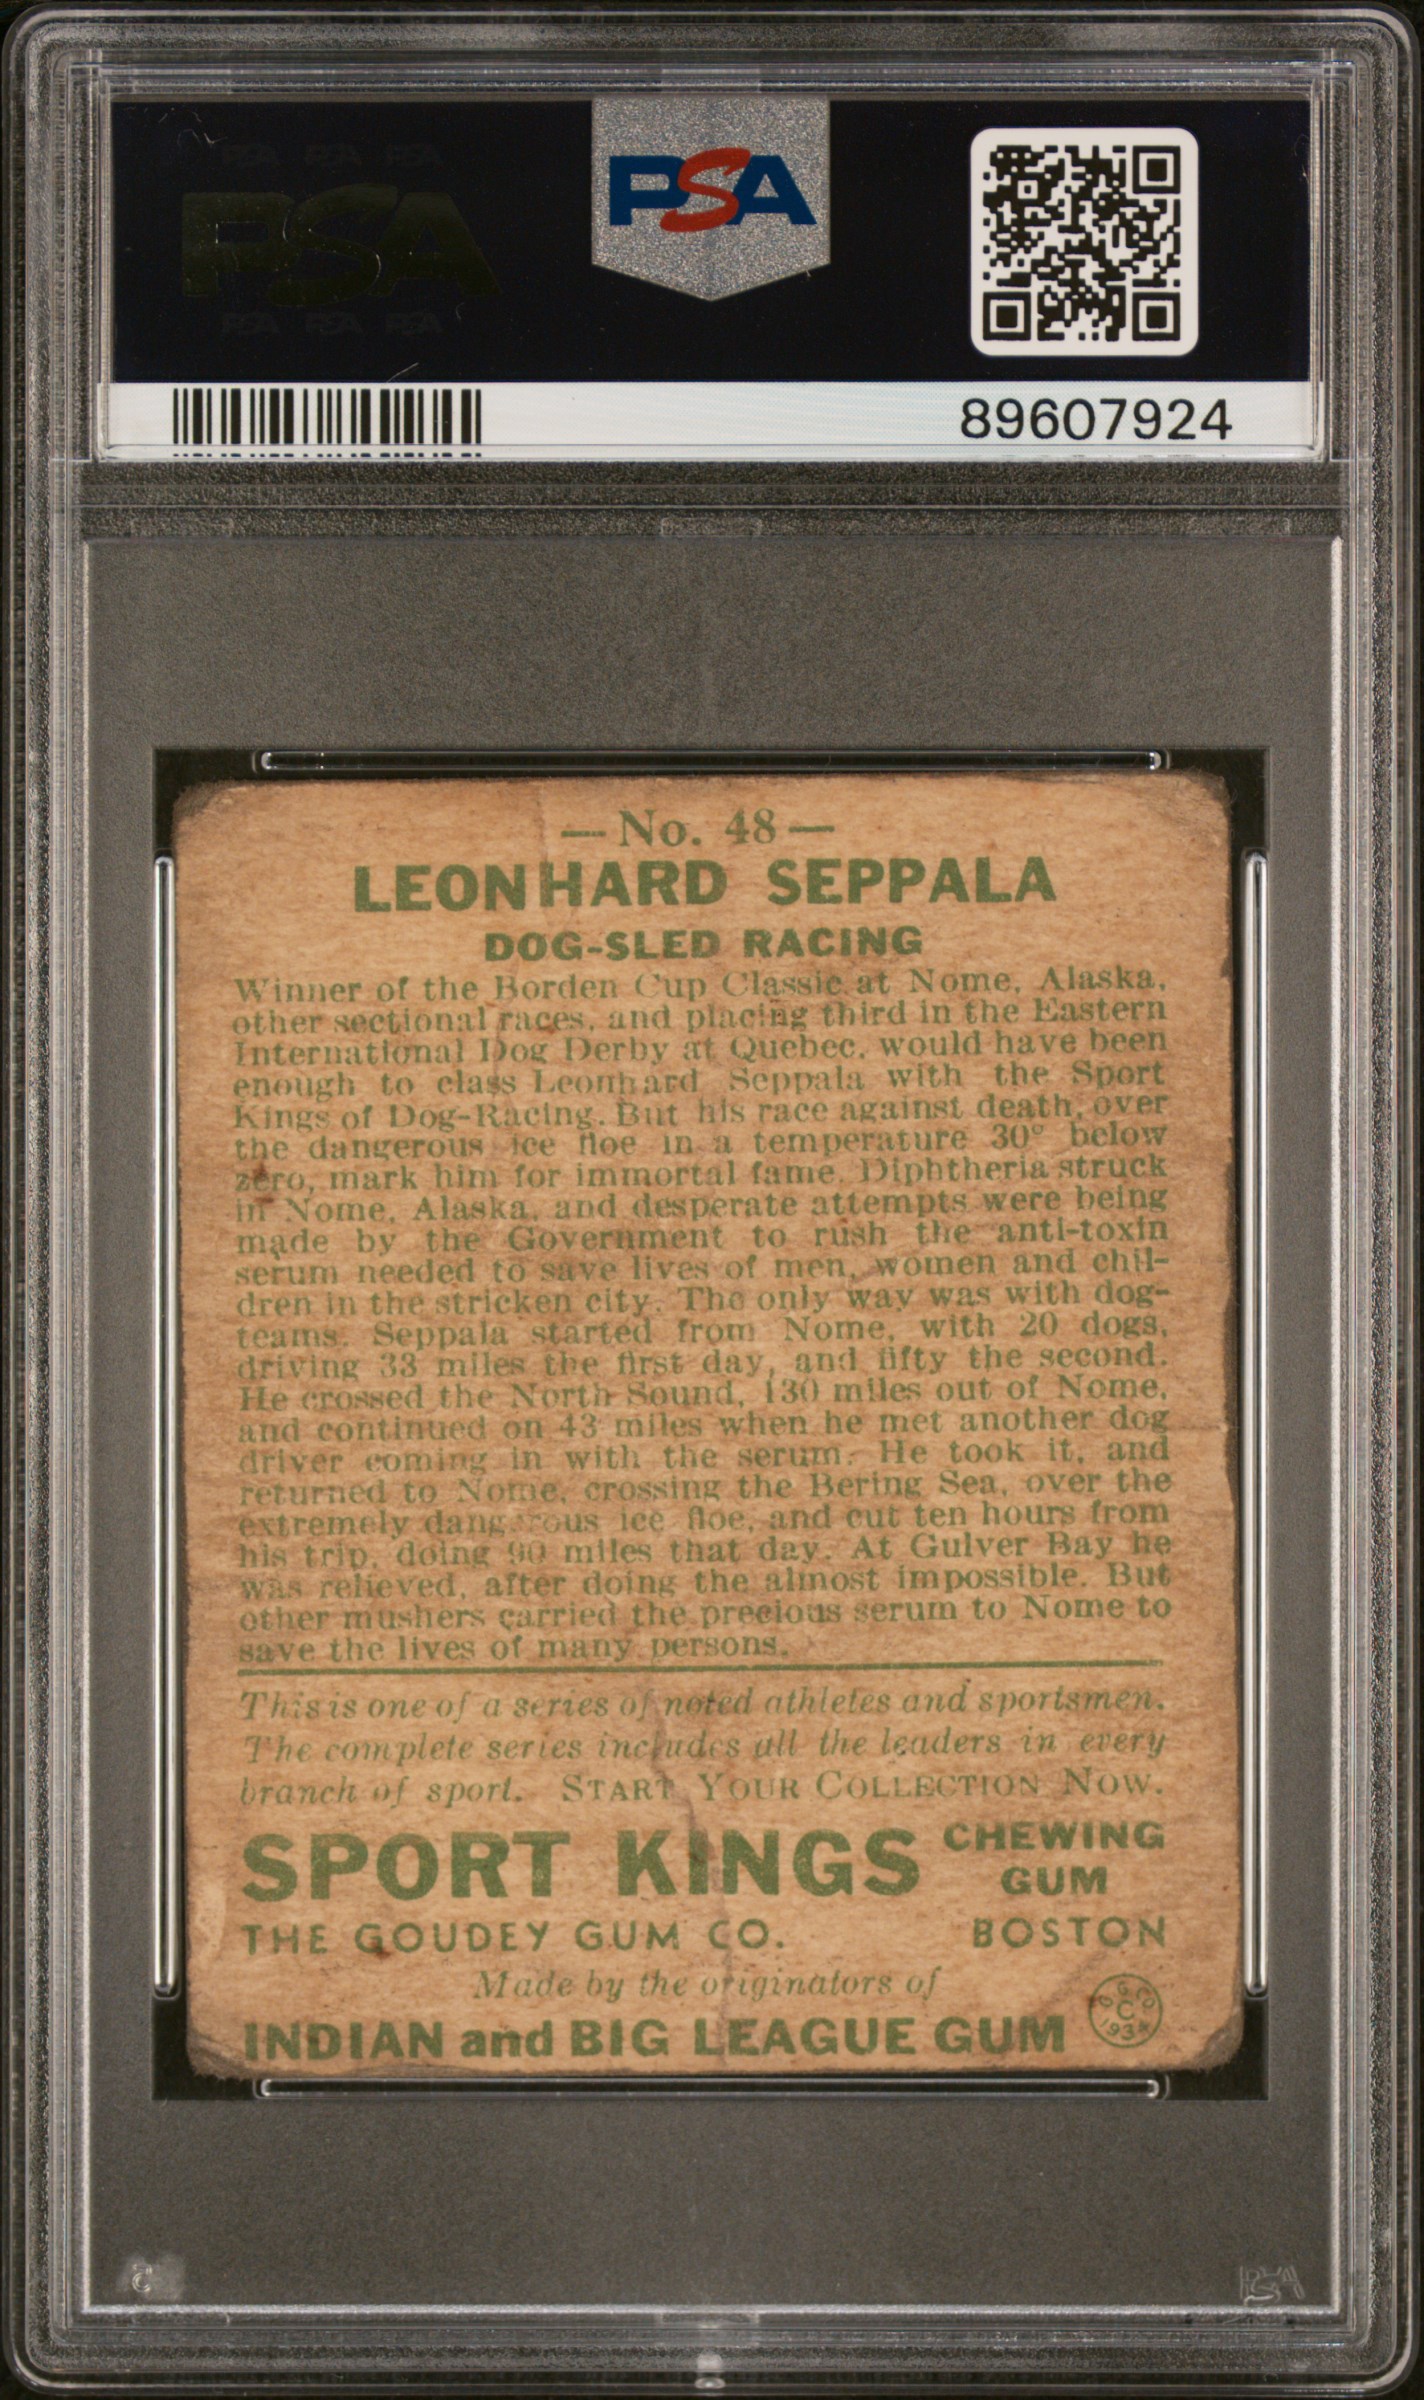 PSA PSA PSA
PSA
PSA PSA PSA
PSA
89607924
— No. 48 —
LEONHARD SEPPALA
DOG-SLED RACING
Winner of the Borden Cup Classic at Nome, Alaska,
other sectional races, and placing third in the Eastern
International Dog Derby at Quebec, would have been
enough to class Leonhard Seppala with the Sport
Kings of Dog-Racing. But his race against death, over
the dangerous ice floe in a temperature 30° below
zero, mark him for immortal fame. Diphtheria struck
in Nome, Alaska, and desperate attempts were being
made by the Government to rush the anti-toxin
serum needed to save lives of men, women and chil-
dren in the stricken city. The only way was with dog-
teams. Seppala started from Nome, with 20 dogs,
driving 33 miles the first day, and fifty the second.
He crossed the North Sound, 130 miles out of Nome,
and continued on 43 miles when he met another dog
driver coming in with the serum. He took it, and
returned to Nome, crossing the Bering Sea, over the
extremely dangerous ice floe, and cut ten hours from
his trip, doing 90 miles that day. At Gulver Bay he
was relieved, after doing the almost impossible. But
other mushers carried the precious serum to Nome to
save the lives of many persons.
This is one of a series of noted athletes and sportsmen.
The complete series includes all the leaders in every
branch of sport. START YOUR COLLECTION NOW.
SPORT KINGS CHEWING GUM
THE GOUDEY GUM CO. BOSTON
Made by the originators of
INDIAN and BIG LEAGUE GUM
G. G. CO.
C
1934
PSA